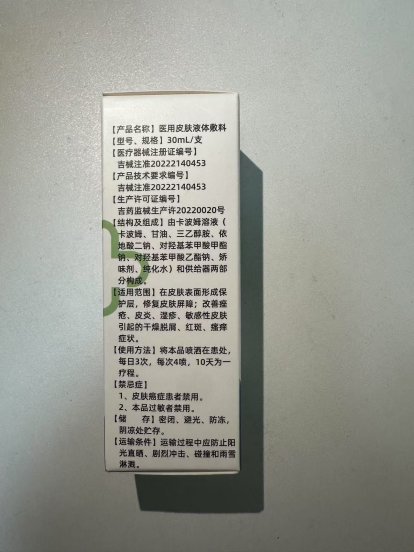 【产品名称】医用皮肤液体敷料
【型号、规格】30mL/支
【医疗器械注册证编号】
吉械注准20222140453
【产品技术要求编号】
吉械注准20222140453
【生产许可证编号】
吉药监械生产许20220020号
【结构及组成】由卡波姆溶液（
卡波姆、甘油、三乙醇胺、依
地酸二钠、对羟基苯甲酸甲酯
钠、对羟基苯甲酸乙酯钠、矫
味剂、纯化水）和供给器两部
分构成。
【适用范围】在皮肤表面形成保
护层，修复皮肤屏障；改善痤
疮、皮炎、湿疹、敏感性皮肤
引起的干燥脱屑、红斑、瘙痒
症状。
【使用方法】将本品喷洒在患处，
每日3次，每次4喷，10天为一
疗程。
【禁忌症】
1、皮肤癌症患者禁用。
2、本品过敏者禁用。
【储 存】密闭、避光、防冻，
阴凉处贮存。
【运输条件】运输过程中应防止阳
光直晒、剧烈冲击、碰撞和雨雪
淋溅。